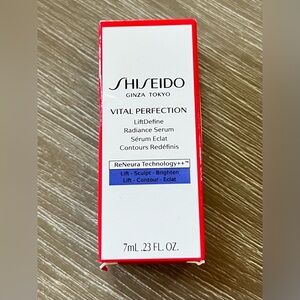 SHISEIDO
GINZA TOKYO
VITAL PERFECTION
LiftDefine
Radiance Serum
Sérum Eclat
Contours Redéfinis
ReNeura Technology++™
Lift - Sculpt - Brighten
Lift - Contour - Eclat
7mL .23 FL. OZ.